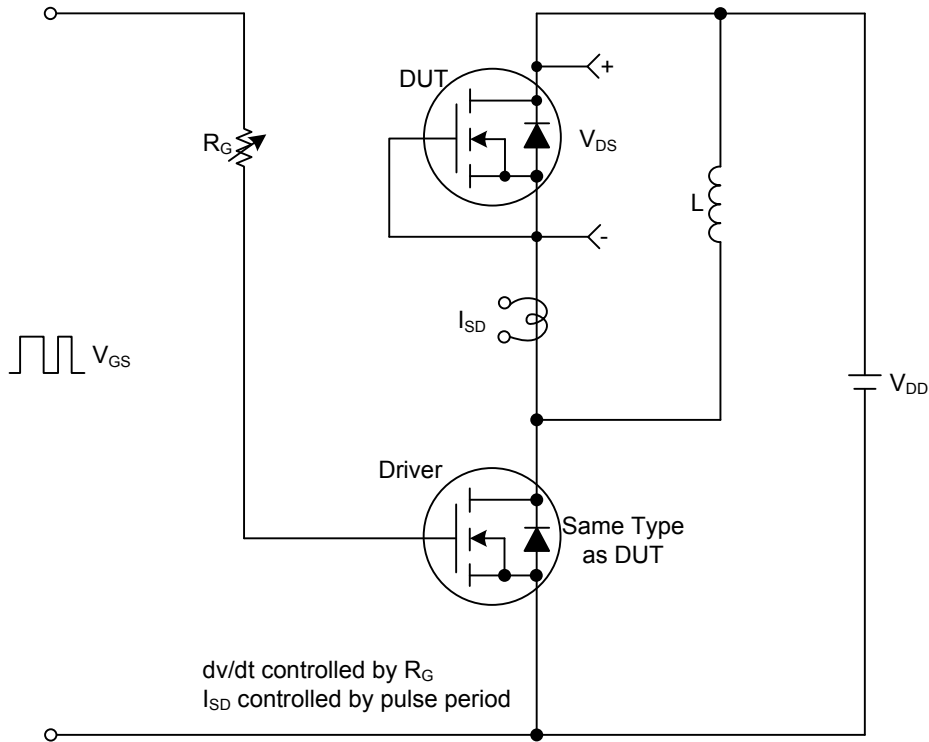 DUT
+
R_G
V_DS
L
-
I_SD
V_GS
V_DD
Driver
Same Type
as DUT
dv/dt controlled by R_G
I_SD controlled by pulse period